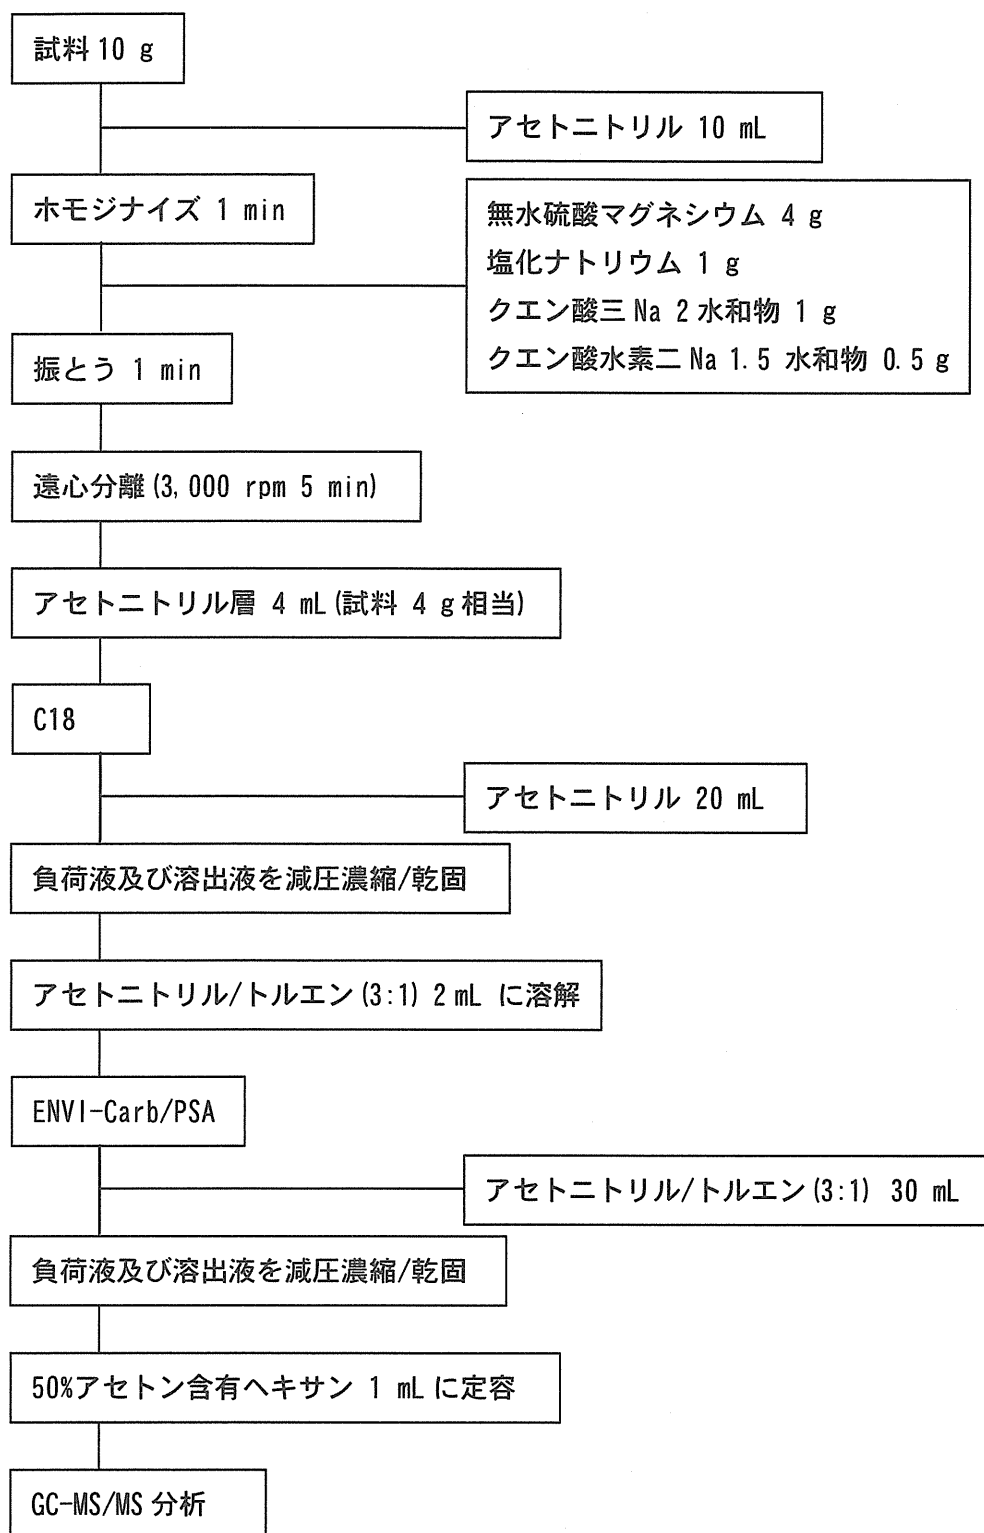 試料 10 g
アセトニトリル 10 mL
ホモジナイズ 1 min
無水硫酸マグネシウム 4 g
塩化ナトリウム 1 g
クエン酸三 Na 2 水和物 1 g
クエン酸水素二 Na 1.5 水和物 0.5 g
振とう 1 min
遠心分離(3,000 rpm 5 min)
アセトニトリル層 4 mL(試料 4 g相当)
C18
アセトニトリル 20 mL
負荷液及び溶出液を減圧濃縮/乾固
アセトニトリル/トルエン(3:1) 2 mL に溶解
ENVI-Carb/PSA
アセトニトリル/トルエン(3:1) 30 mL
負荷液及び溶出液を減圧濃縮/乾固
50%アセトン含有ヘキサン 1 mL に定容
GC-MS/MS 分析